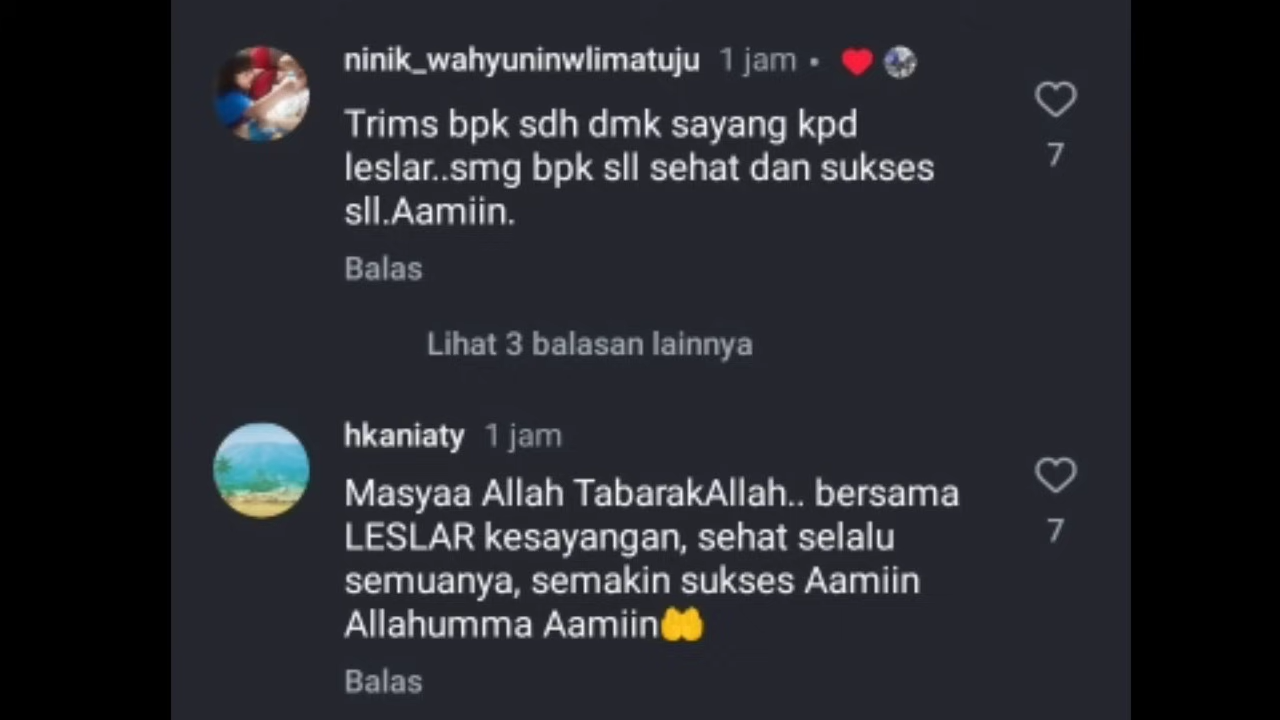 ninik_wahyuninwlimatuju 1 jam •
Trims bpk sdh dmk sayang kpd
leslar..smg bpk sll sehat dan sukses
sll.Aamiin.
7
Balas
Lihat 3 balasan lainnya
hkaniaty 1 jam
Masyaa Allah TabarakAllah.. bersama
LESLAR kesayangan, sehat selalu
semuanya, semakin sukses Aamiin
Allahumma Aamiin🤲
7
Balas